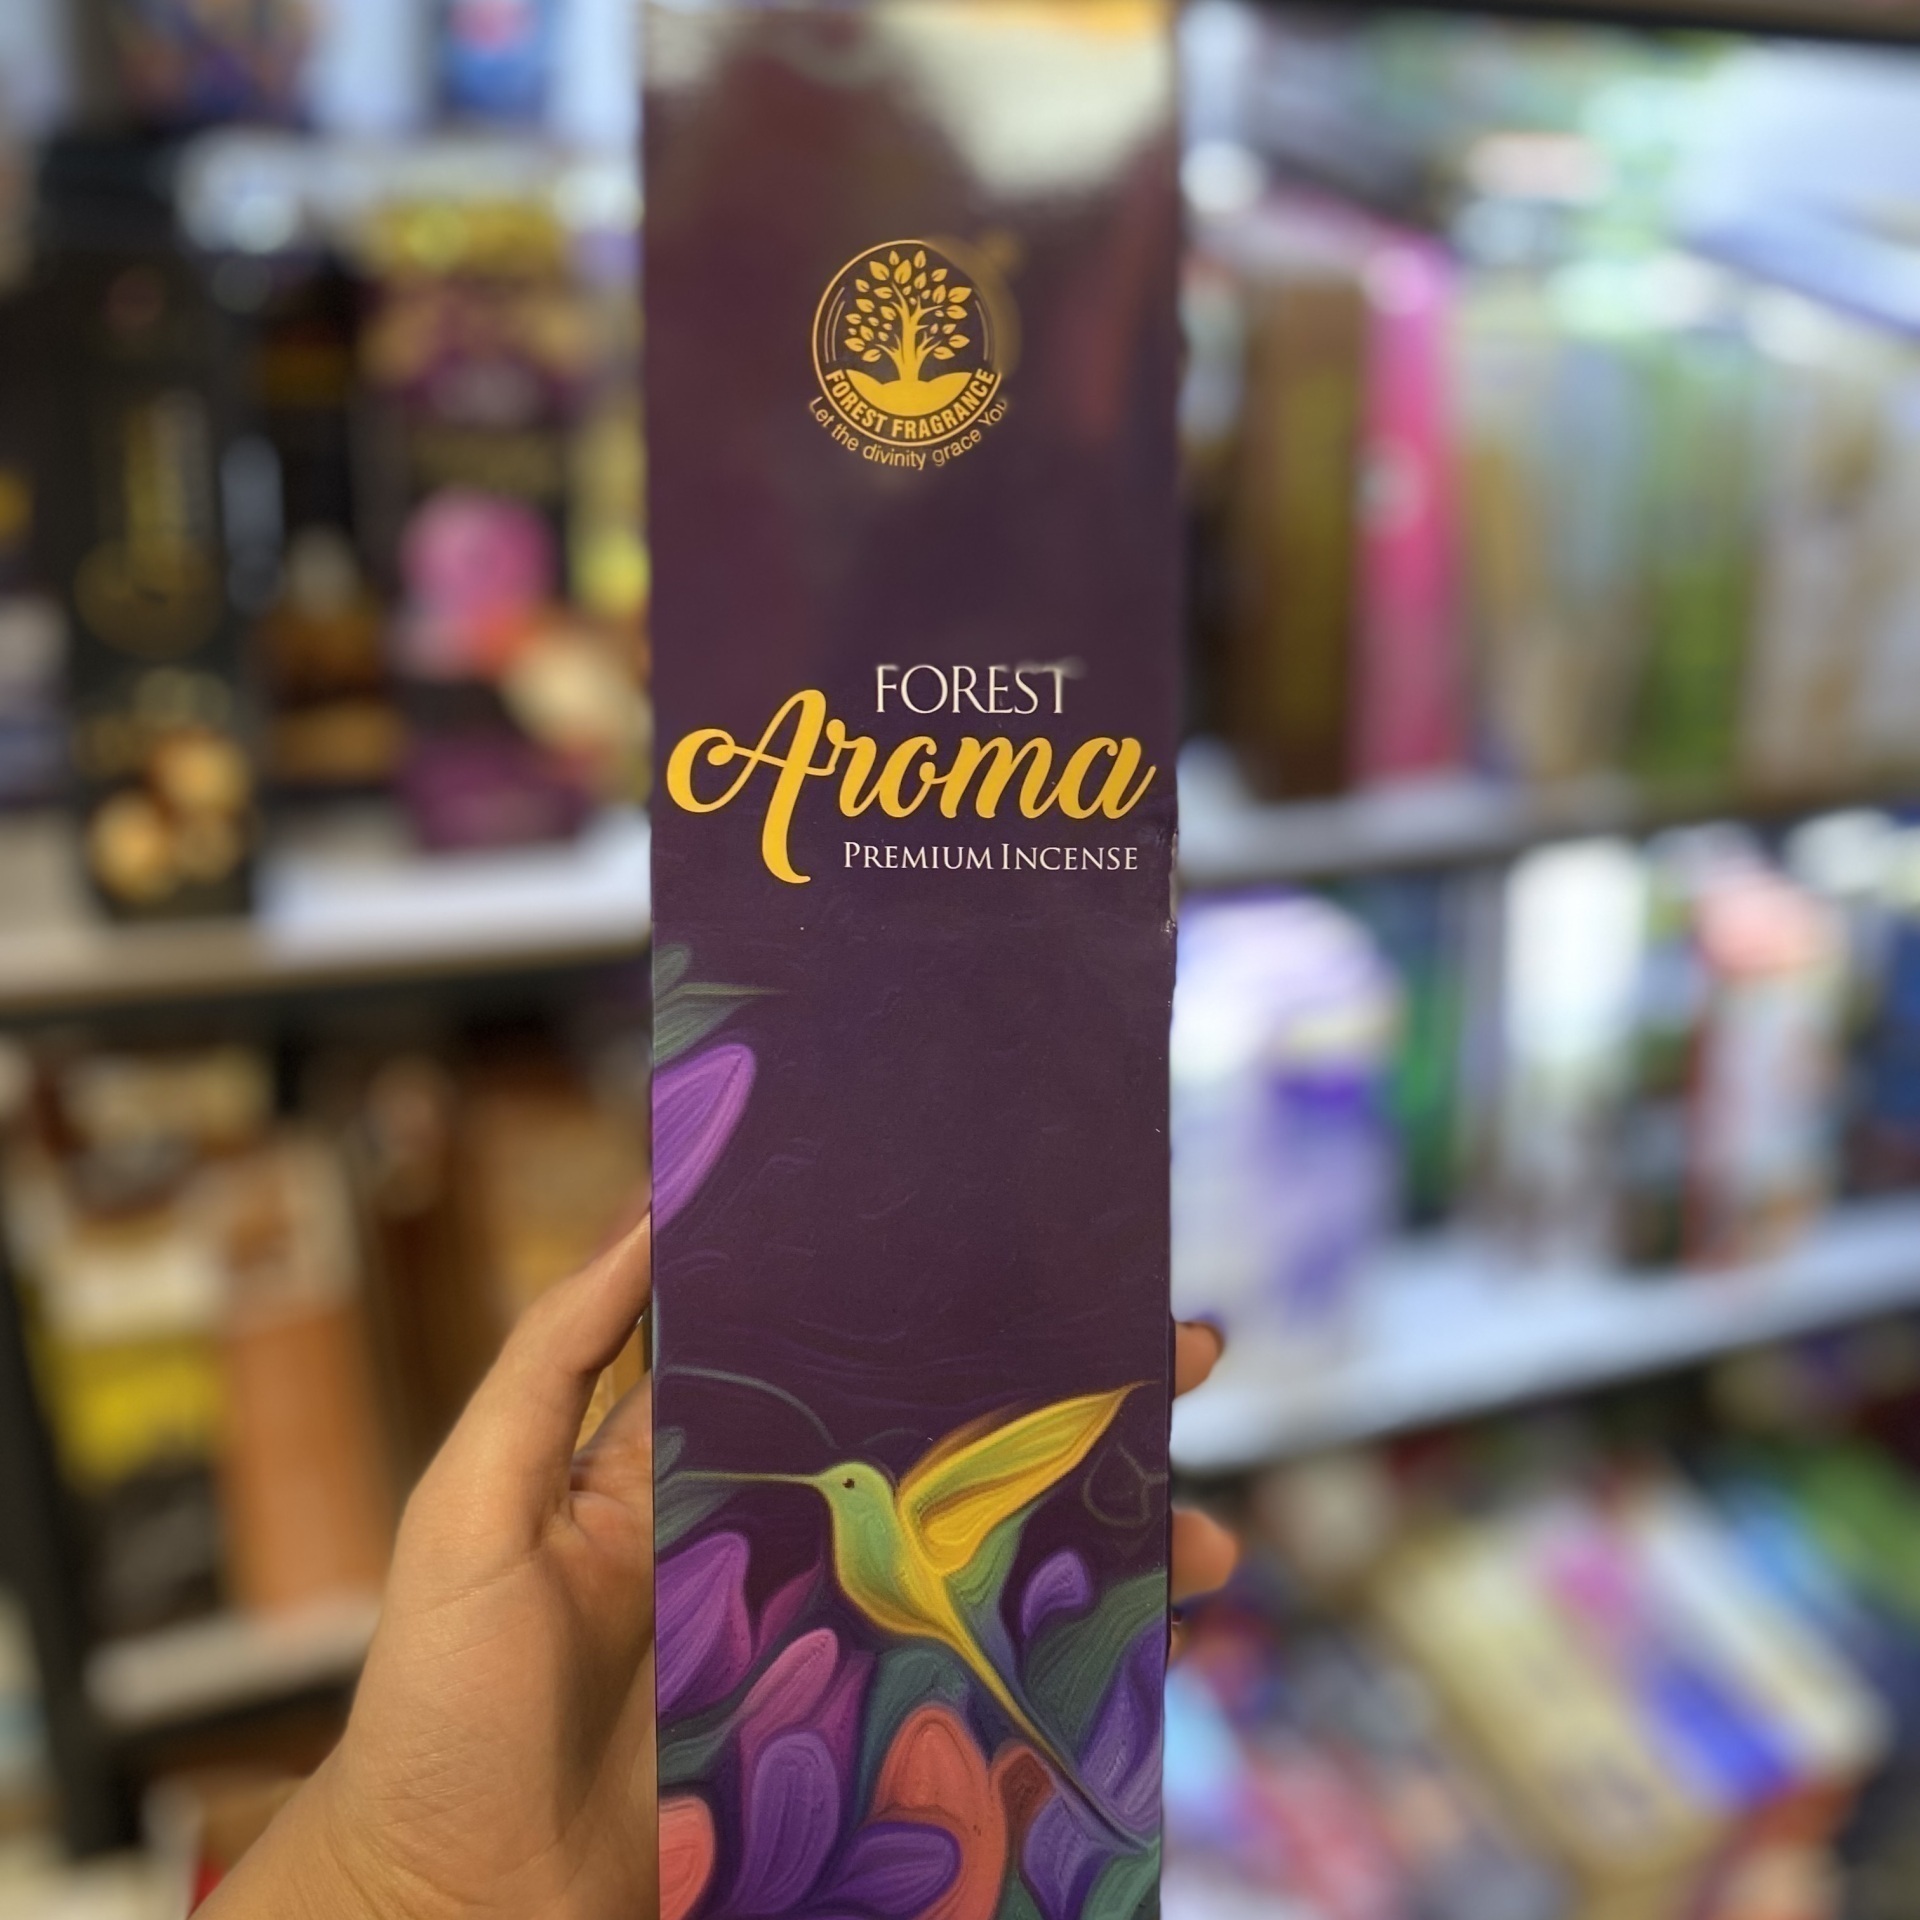 FOREST FRAGRANCE
Let the divinity grace You
FOREST
Aroma
PREMIUM INCENSE